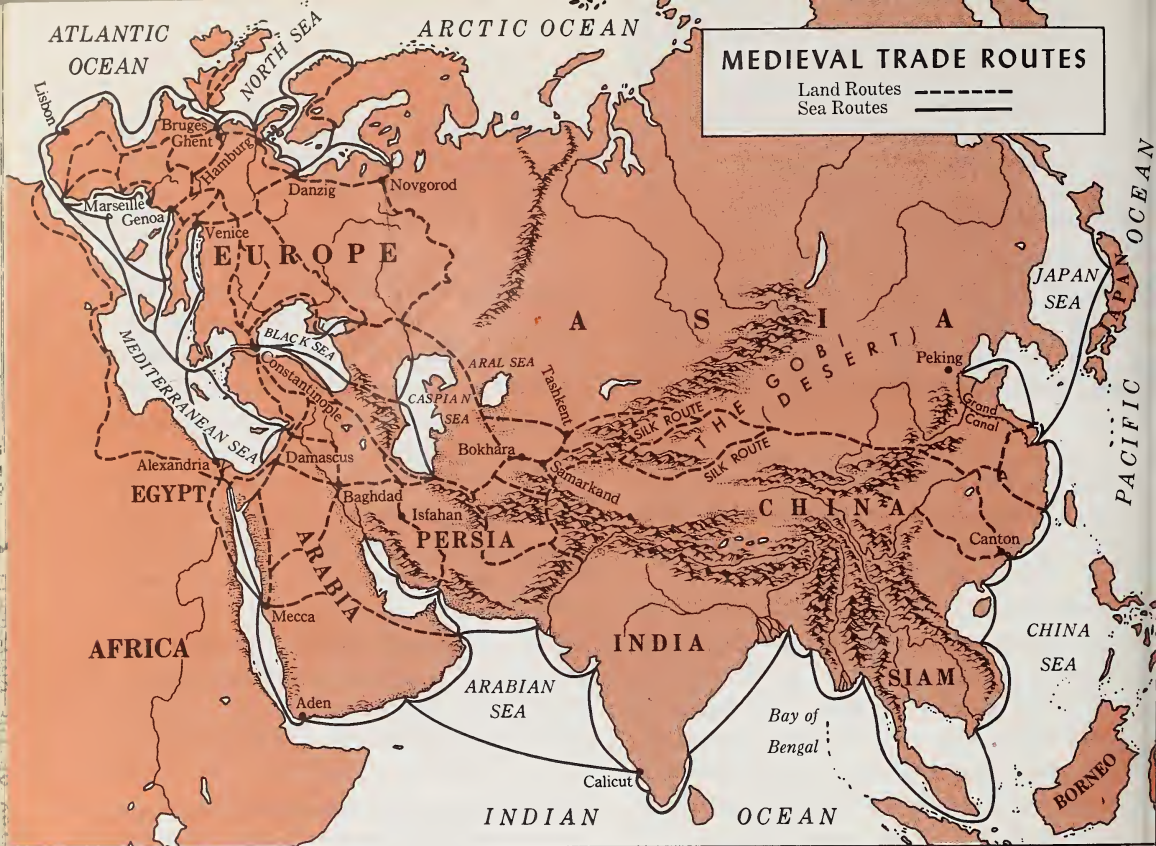 ATLANTIC
OCEAN
NORTH SEA
ARCTIC OCEAN
MEDIEVAL TRADE ROUTES
Land Routes
Sea Routes
Lisbon
Bruges
Ghent
Hamburg
Danzig
Novgorod
Marseille
Genoa
Venice
EUROPE
ASIA
JAPAN
SEA
JAPAN
PACIFIC OCEAN
BLACK SEA
Constantinople
MEDITERRANEAN SEA
ARAL SEA
CASPIAN
SEA
Tashkent
THE GOBI
(DESERT)
SILK ROUTE
SILK ROUTE
Peking
Grand
Canal
Bokhara
Samarkand
Alexandria
EGYPT
Damascus
Baghdad
Isfahan
PERSIA
ARABIA
CHINA
Canton
Mecca
AFRICA
INDIA
CHINA
SEA
SIAM
Aden
ARABIAN
SEA
Bay of
Bengal
Calicut
BORNEO
INDIAN OCEAN